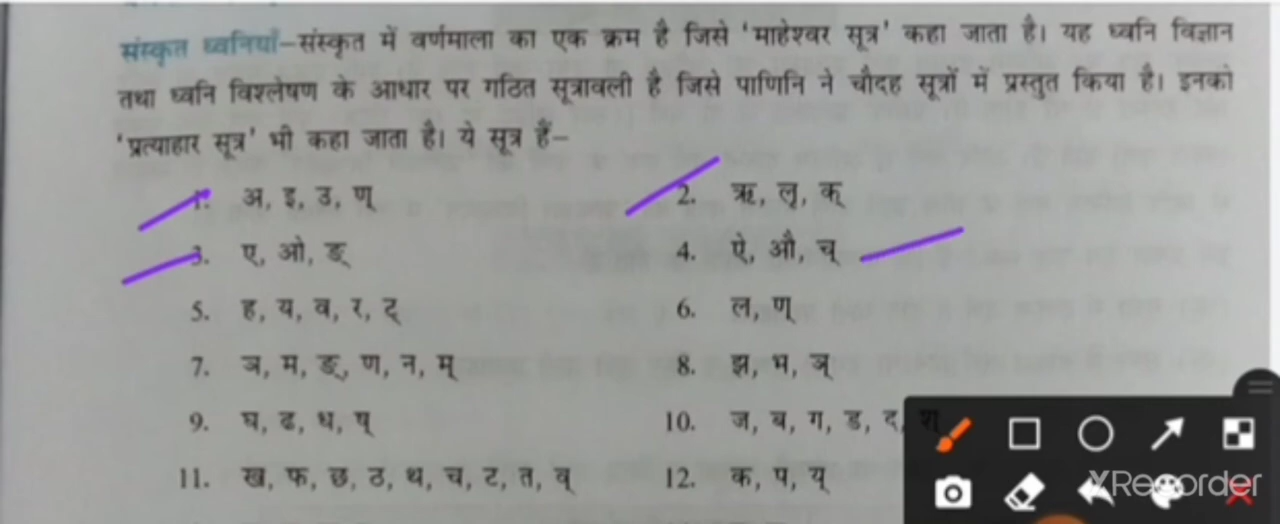 संस्कृत ध्वनियाँ–संस्कृत में वर्णमाला का एक क्रम है जिसे 'माहेश्वर सूत्र' कहा जाता है। यह ध्वनि विज्ञान
तथा ध्वनि विश्लेषण के आधार पर गठित सूत्रावली है जिसे पाणिनि ने चौदह सूत्रों में प्रस्तुत किया है। इनको
'प्रत्याहार सूत्र' भी कहा जाता है। ये सूत्र हैं–
1. अ, इ, उ, ण् 2. ऋ, लृ, क्
3. ए, ओ, ङ् 4. ऐ, औ, च्
5. ह, य, व, र, ट् 6. ल, ण्
7. ञ, म, ङ्, ण, न, म् 8. झ, भ, ञ्
9. घ, ढ, ध, ष् 10. ज, ब, ग, ड, द, श्
11. ख, फ, छ, ठ, थ, च, ट, त, व् 12. क, प, य्
XRecorder